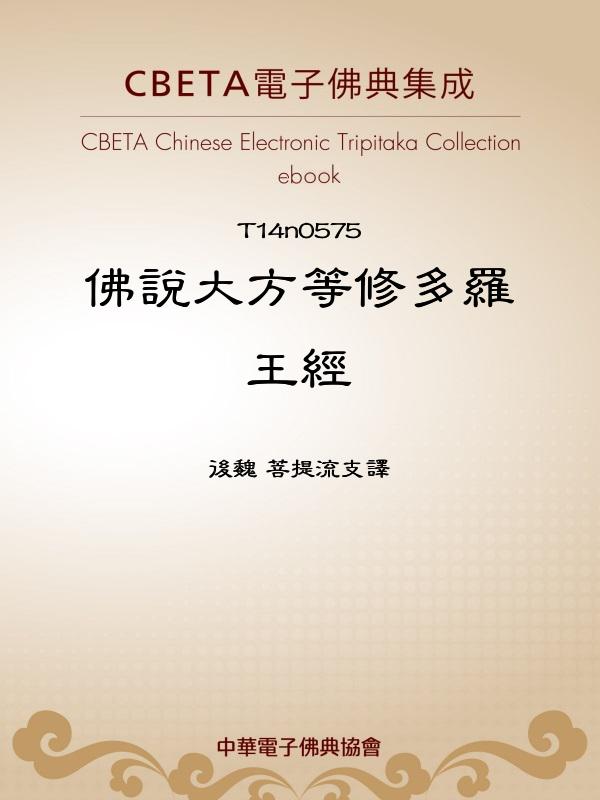 CBETA電子佛典集成
CBETA Chinese Electronic Tripitaka Collection
ebook
T14n0575
佛說大方等修多羅
王經
後魏 菩提流支譯
中華電子佛典協會